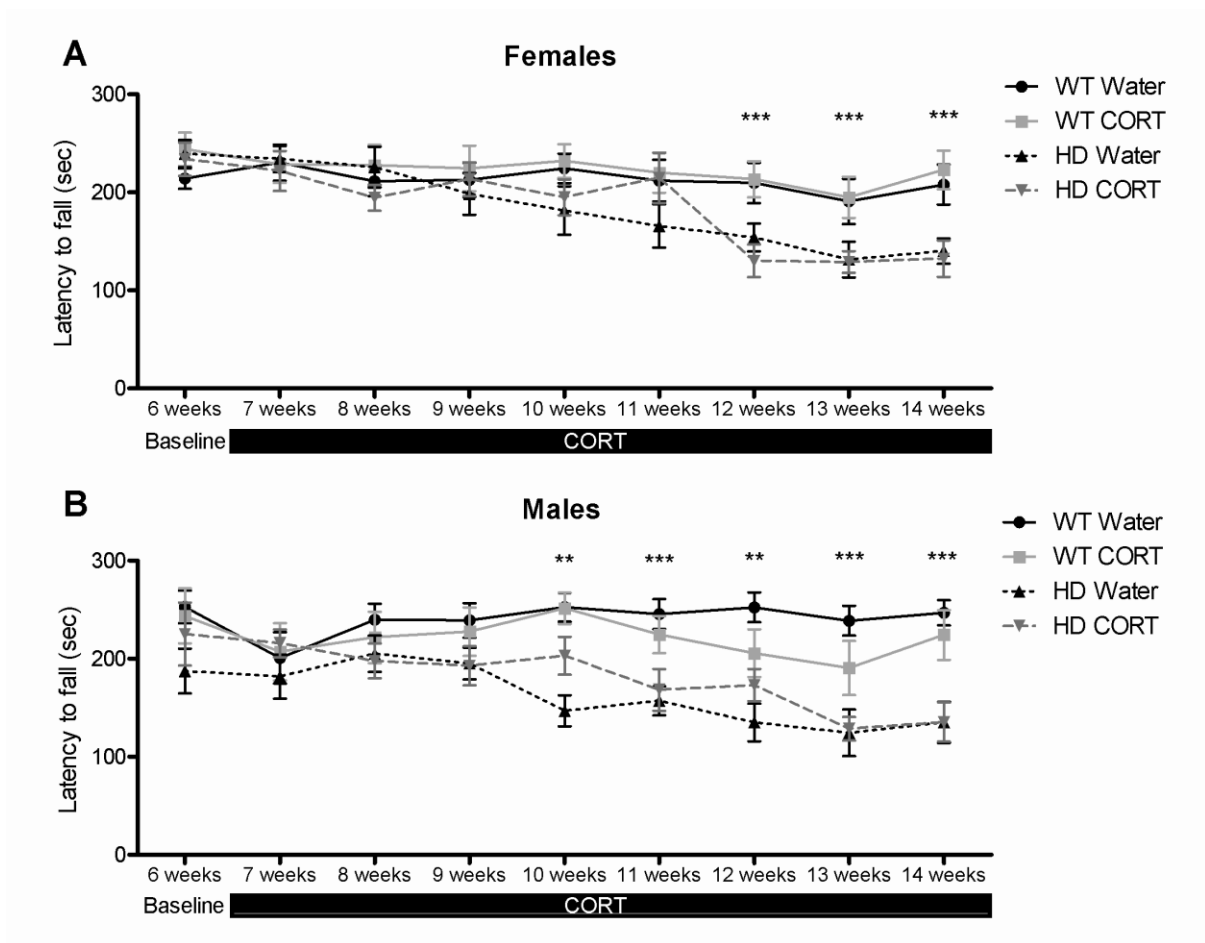 A
Females
Latency to fall (sec)
300
200
100
0
*** *** ***
6 weeks 7 weeks 8 weeks 9 weeks 10 weeks 11 weeks 12 weeks 13 weeks 14 weeks
Baseline CORT
WT Water
WT CORT
HD Water
HD CORT
B
Males
Latency to fall (sec)
300
200
100
0
** *** ** *** ***
6 weeks 7 weeks 8 weeks 9 weeks 10 weeks 11 weeks 12 weeks 13 weeks 14 weeks
Baseline CORT
WT Water
WT CORT
HD Water
HD CORT